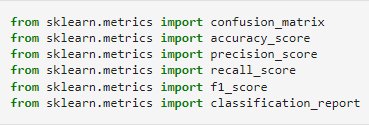 from sklearn.metrics import confusion_matrix
from sklearn.metrics import accuracy_score
from sklearn.metrics import precision_score
from sklearn.metrics import recall_score
from sklearn.metrics import f1_score
from sklearn.metrics import classification_report